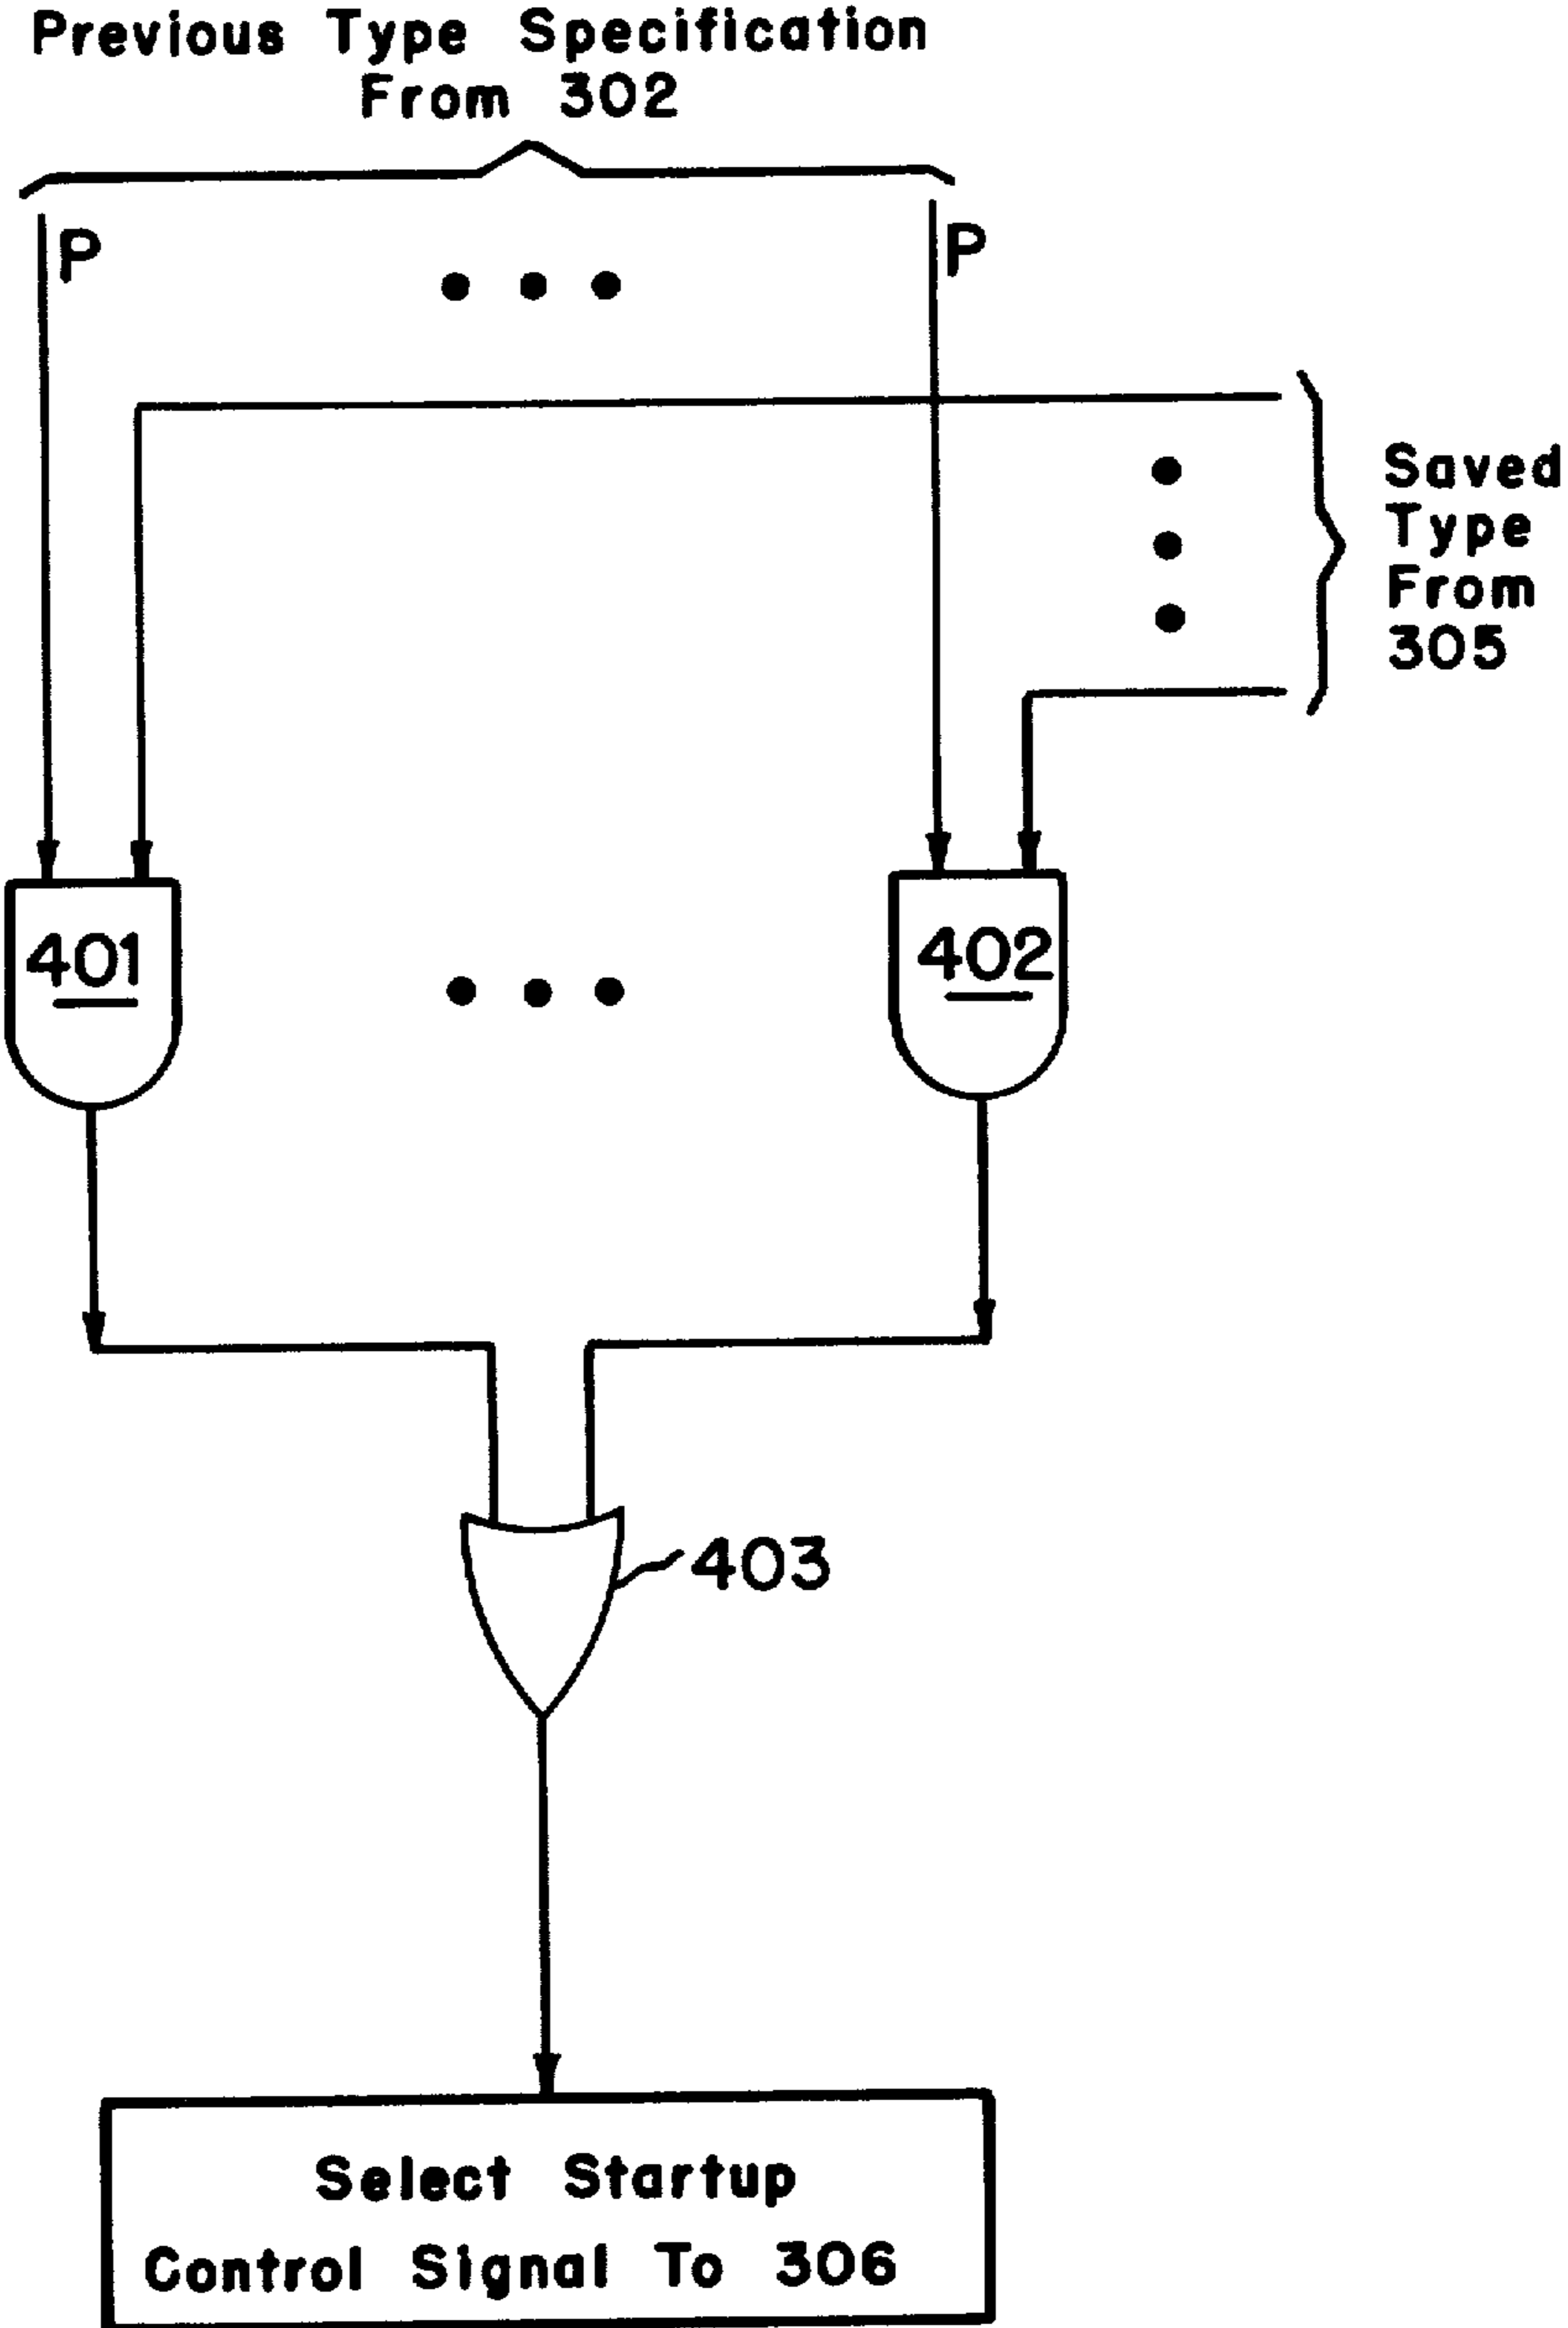 Previous Type Specification
From 302
P
P
Saved
Type
From
305
401
402
403
Select Startup
Control Signal To 306